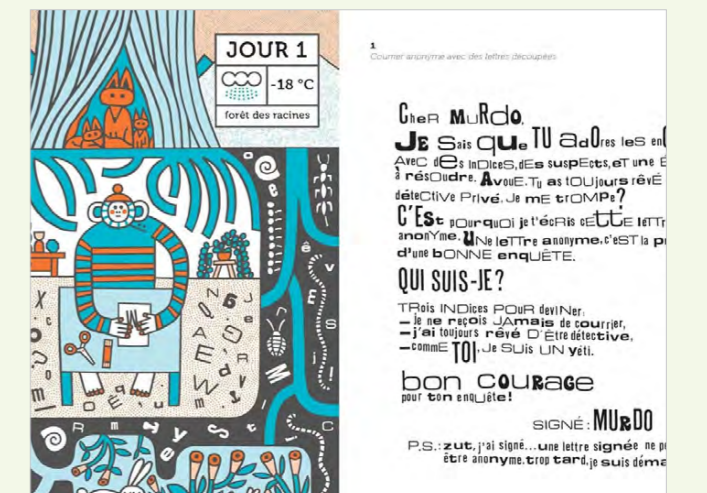 JOUR 1
-18 °C
forêt des racines
1
Courrier anonyme avec des lettres découpées
CheR MuRdo,
JE Sais QUe TU adOres leS en
AveC dEs InDIceS, dEs suspEcts, eT une É
à résOudre. AvouE. Tu as tOUjours rêvÉ
déteCtive Privé. Je mE trOMPe?
C'ESt pOurquOi je t'écRis cETTE letTr
anonYme. UNe leTTre anonyme, c'eST la p
d'une bONNE enqUÊTE.
QUI SUIS-JE?
TRois INDices POuR devINer:
– je ne reçois JAmais de courrier,
– j'ai toujours rêvé D'Être détective,
– commE TOI, Je SUis UN yéti.
bon COURaGe
pour ton enqUête!
SIGNÉ: MURDO
P.S.: zut, j'ai signé... une lettre signée ne p
être anonyme. trop tard, je suis déma